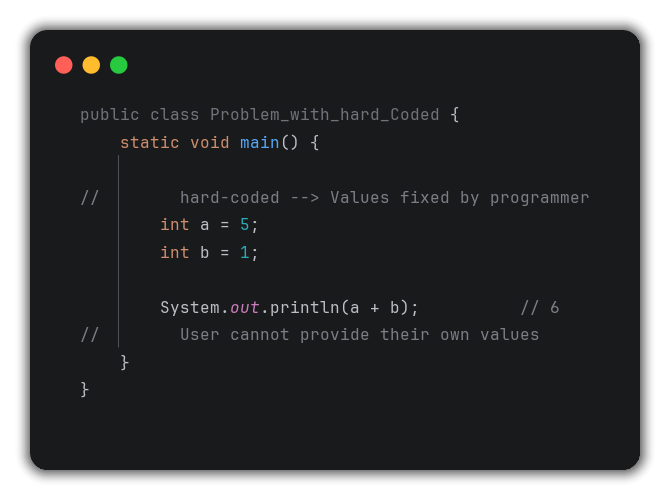 public class Problem_with_hard_Coded {
    static void main() {
//        hard-coded --> Values fixed by programmer
        int a = 5;
        int b = 1;
        System.out.println(a + b);          // 6
//        User cannot provide their own values
    }
}